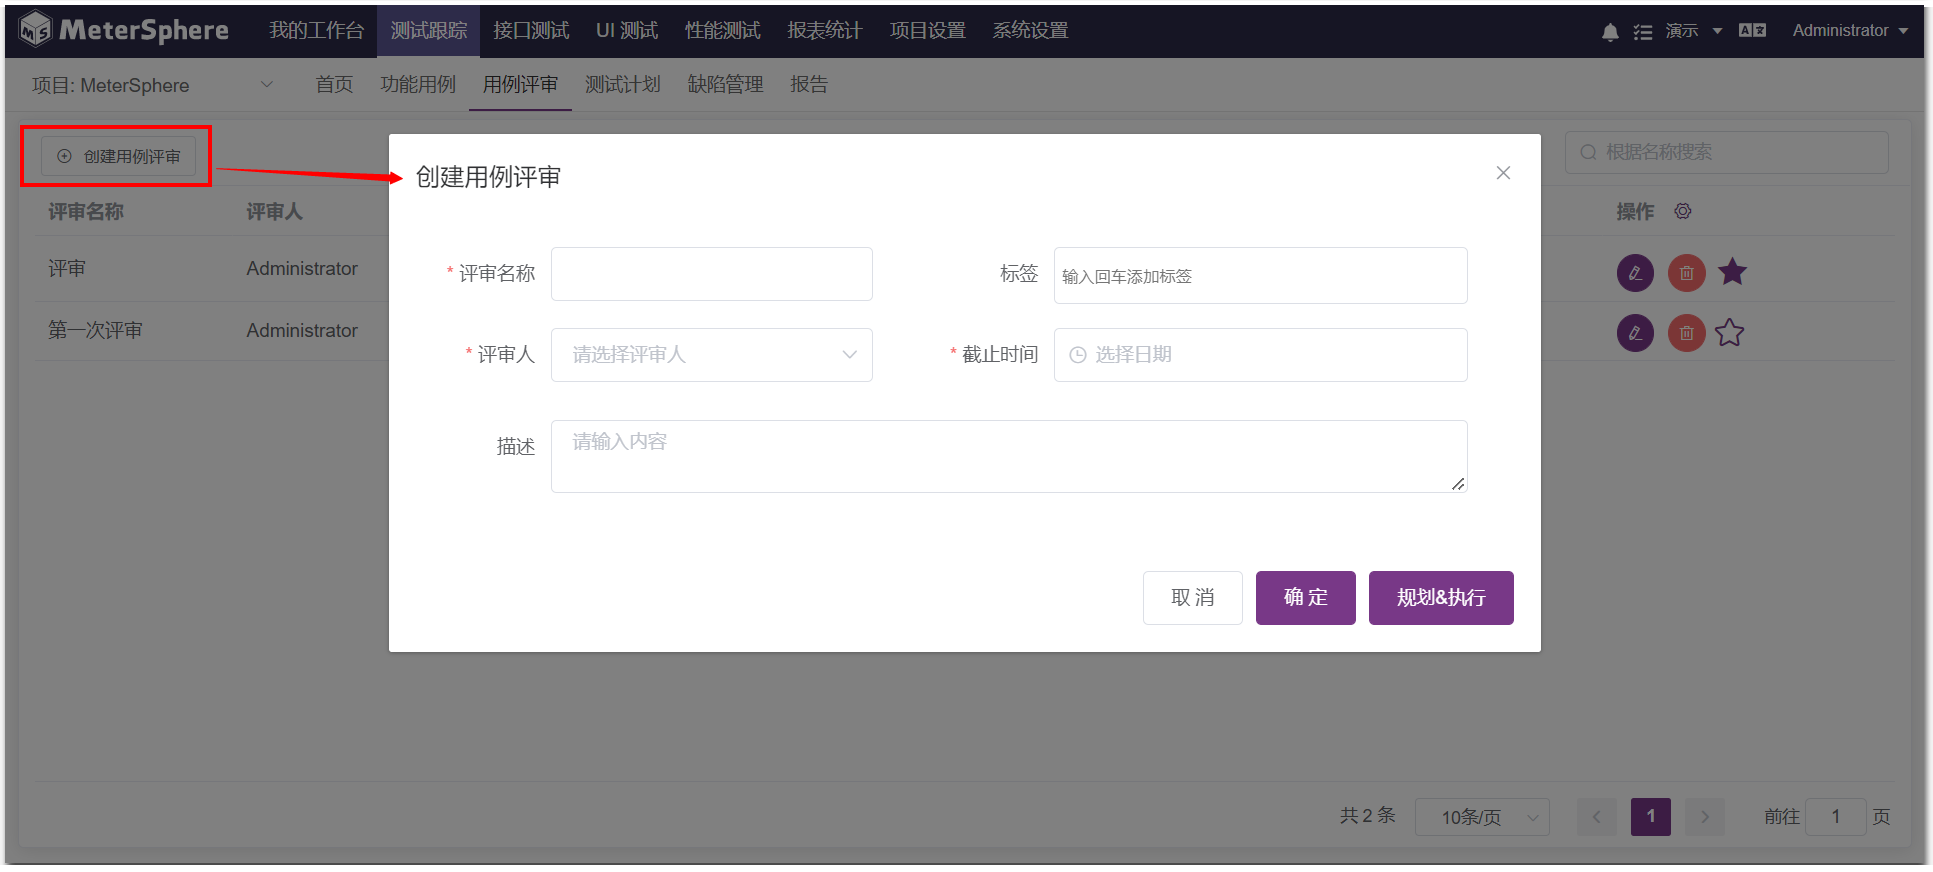 MeterSphere 我的工作台 测试跟踪 接口测试 UI 测试 性能测试 报表统计 项目设置 系统设置 演示 Administrator
项目: MeterSphere 首页 功能用例 用例评审 测试计划 缺陷管理 报告
创建用例评审 根据名称搜索
创建用例评审
评审名称 评审人 操作
评审 Administrator
第一次评审 Administrator
* 评审名称 标签 输入回车添加标签
* 评审人 请选择评审人 * 截止时间 选择日期
描述 请输入内容
取 消 确 定 规划&执行
共 2 条 10条/页 1 前往 1 页